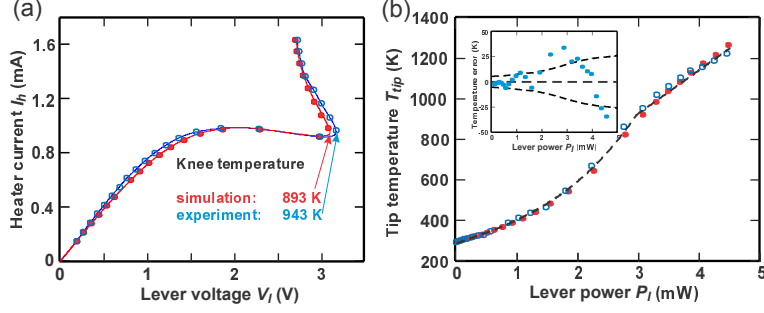 (a)
Heater current I_h (mA)
1.6
1.2
0.8
0.4
0
0 1 2 3
Lever voltage V_l (V)
Knee temperature
simulation: 893 K
experiment: 943 K
(b)
Tip temperature T_tip (K)
1400
1200
1000
800
600
400
200
0 1 2 3 4 5
Lever power P_l (mW)
Temperature error (K)
50
25
0
-25
-50
0 1 2 3 4 5
Lever power P_l (mW)